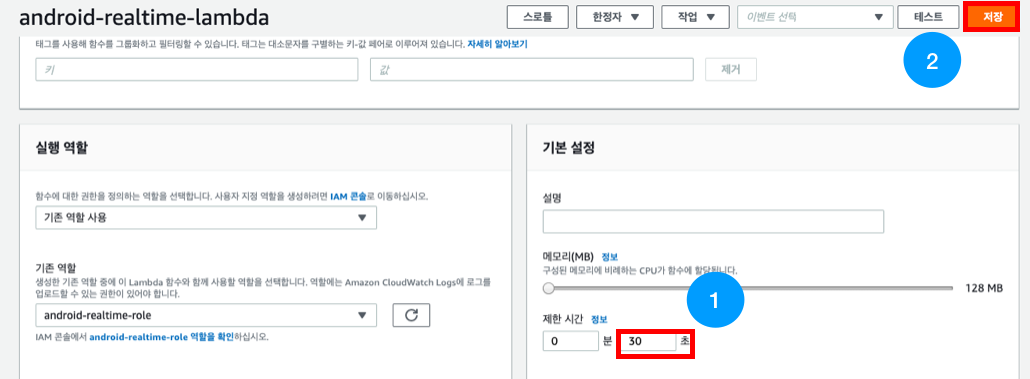 android-realtime-lambda
스로틀
한정자
작업
이벤트 선택
테스트
저장
태그를 사용해 함수를 그룹화하고 필터링할 수 있습니다. 태그는 대소문자를 구별하는 키-값 페어로 이루어져 있습니다. 자세히 알아보기
키
값
제거
2
실행 역할
함수에 대한 권한을 정의하는 역할을 선택합니다. 사용자 지정 역할을 생성하려면 IAM 콘솔로 이동하십시오.
기존 역할 사용
기존 역할
생성한 기존 역할 중에 이 Lambda 함수와 함께 사용할 역할을 선택합니다. 역할에는 Amazon CloudWatch Logs에 로그를
업로드할 수 있는 권한이 있어야 합니다.
android-realtime-role
IAM 콘솔에서 android-realtime-role 역할을 확인하십시오.
기본 설정
설명
메모리(MB) 정보
구성된 메모리에 비례하는 CPU가 함수에 할당됩니다.
128 MB
1
제한 시간 정보
0 분 30 초